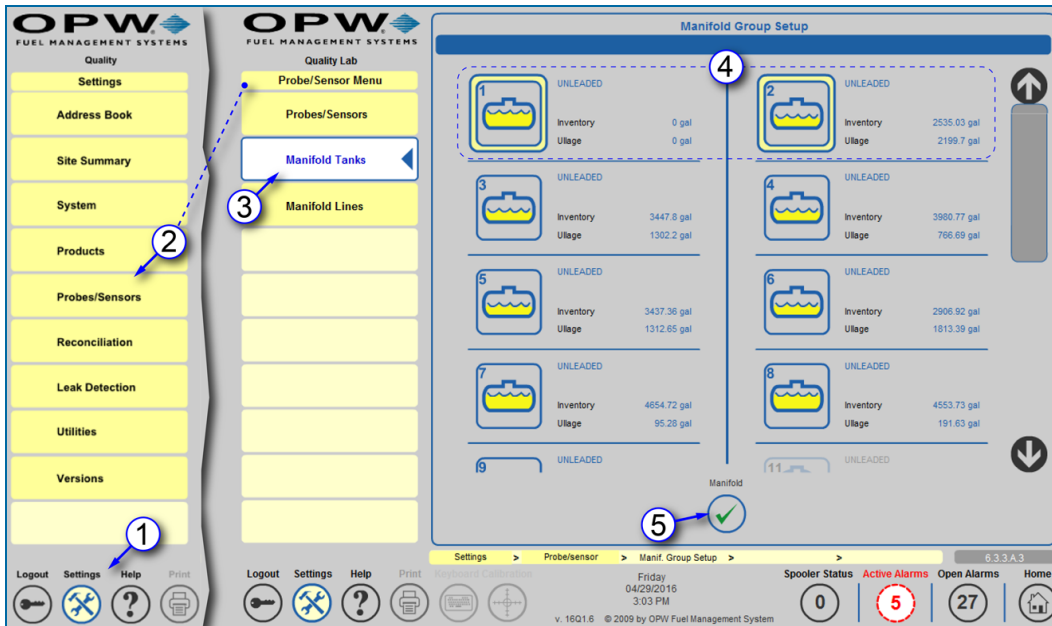 OPW
FUEL MANAGEMENT SYSTEMS
Quality
Settings
Address Book
Site Summary
System
Products
Probes/Sensors
Reconciliation
Leak Detection
Utilities
Versions
1
2
Logout Settings Help Print
OPW
FUEL MANAGEMENT SYSTEMS
Quality Lab
Probe/Sensor Menu
Probes/Sensors
Manifold Tanks
3
Manifold Lines
Logout Settings Help Print Keyboard Calibration
Manifold Group Setup
4
1 UNLEADED
Inventory 0 gal
Ullage 0 gal
2 UNLEADED
Inventory 2535.03 gal
Ullage 2199.7 gal
3 UNLEADED
Inventory 3447.8 gal
Ullage 1302.2 gal
4 UNLEADED
Inventory 3980.77 gal
Ullage 766.69 gal
5 UNLEADED
Inventory 3437.36 gal
Ullage 1312.65 gal
6 UNLEADED
Inventory 2906.92 gal
Ullage 1813.39 gal
7 UNLEADED
Inventory 4654.72 gal
Ullage 95.28 gal
8 UNLEADED
Inventory 4553.73 gal
Ullage 191.63 gal
9 UNLEADED
11 UNLEADED
Manifold
5
Settings > Probe/sensor > Manif. Group Setup > >
6.3.3.A.3
Friday
04/29/2016
3:03 PM
v. 16Q1.6 © 2009 by OPW Fuel Management System
Spooler Status Active Alarms Open Alarms Home
0 5 27